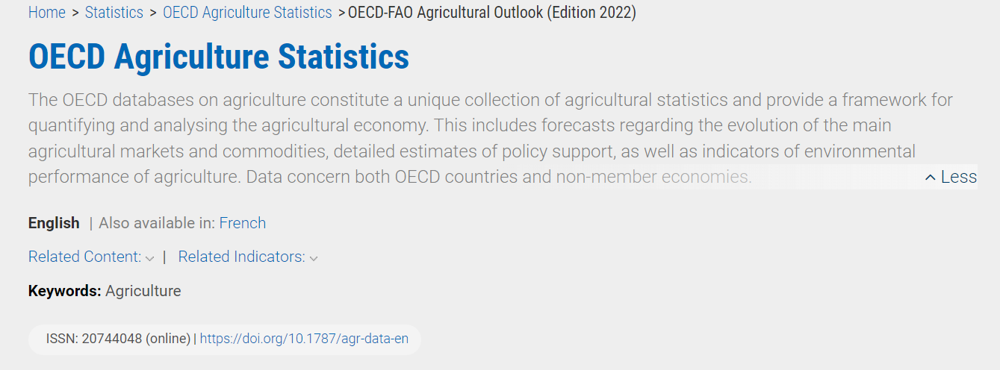 Home > Statistics > OECD Agriculture Statistics >OECD-FAO Agricultural Outlook (Edition 2022)
OECD Agriculture Statistics
The OECD databases on agriculture constitute a unique collection of agricultural statistics and provide a framework for
quantifying and analysing the agricultural economy. This includes forecasts regarding the evolution of the main
agricultural markets and commodities, detailed estimates of policy support, as well as indicators of environmental
performance of agriculture. Data concern both OECD countries and non-member economies. Less
English | Also available in: French
Related Content: | Related Indicators:
Keywords: Agriculture
ISSN: 20744048 (online) | https://doi.org/10.1787/agr-data-en